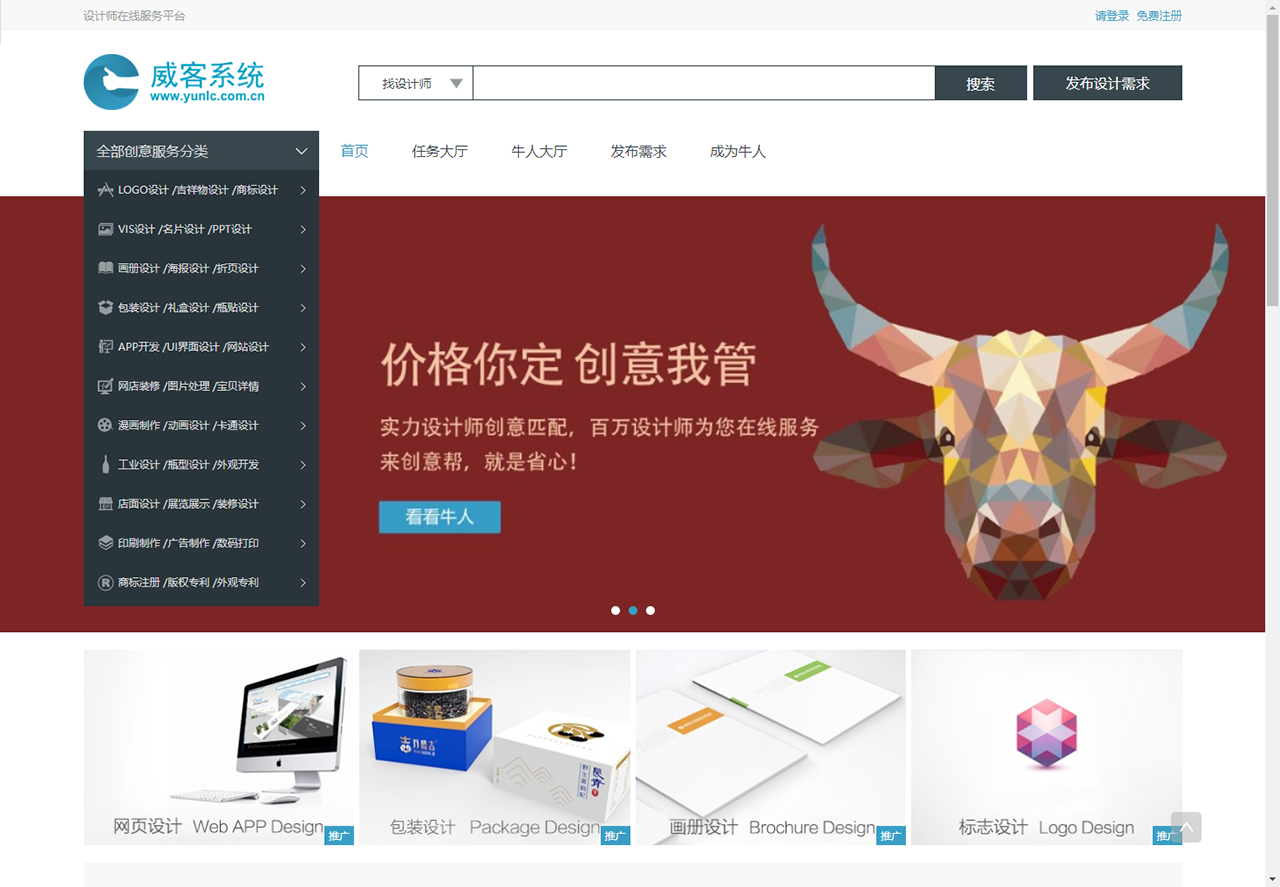 设计师在线服务平台
请登录 免费注册
威客系统
www.yunlc.com.cn
找设计师
搜索
发布设计需求
全部创意服务分类
首页 任务大厅 牛人大厅 发布需求 成为牛人
LOGO设计 /吉祥物设计 /商标设计
VIS设计 /名片设计 /PPT设计
画册设计 /海报设计 /折页设计
包装设计 /礼盒设计 /瓶贴设计
APP开发 /UI界面设计 /网站设计
网店装修 /图片处理 /宝贝详情
漫画制作 /动画设计 /卡通设计
工业设计 /瓶型设计 /外观开发
店面设计 /展览展示 /装修设计
印刷制作 /广告制作 /数码打印
商标注册 /版权专利 /外观专利
价格你定 创意我管
实力设计师创意匹配，百万设计师为您在线服务
来创意帮，就是省心！
看看牛人
网页设计 Web APP Design
推广
包装设计 Package Design
推广
画册设计 Brochure Design
推广
标志设计 Logo Design
推广